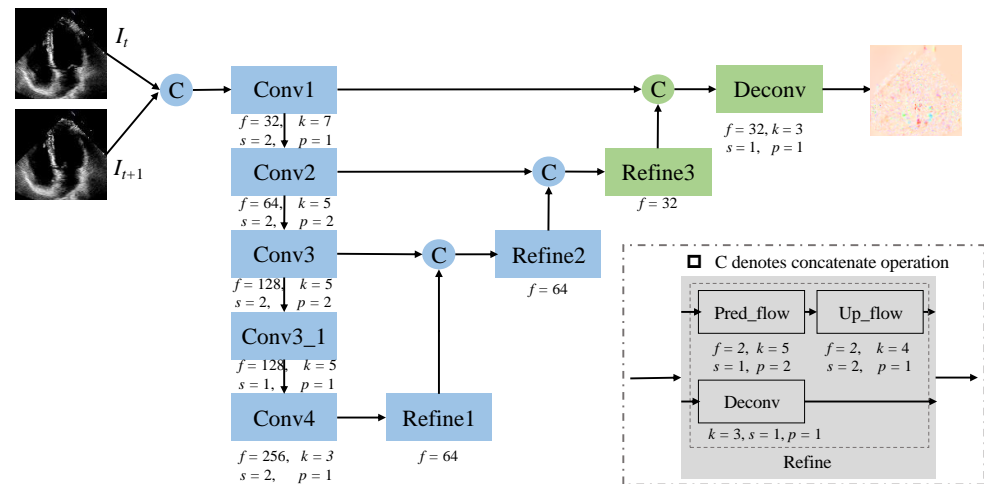 I_t
I_{t+1}
C
Conv1
f = 32, k = 7
s = 2, p = 1
C
Deconv
f = 32, k = 3
s = 1, p = 1
Conv2
f = 64, k = 5
s = 2, p = 2
C
Refine3
f = 32
Conv3
f = 128, k = 5
s = 2, p = 2
C
Refine2
f = 64
Conv3_1
f = 128, k = 5
s = 1, p = 1
Conv4
f = 256, k = 3
s = 2, p = 1
Refine1
f = 64
C denotes concatenate operation
Pred_flow
f = 2, k = 5
s = 1, p = 2
Up_flow
f = 2, k = 4
s = 2, p = 1
Deconv
k = 3, s = 1, p = 1
Refine